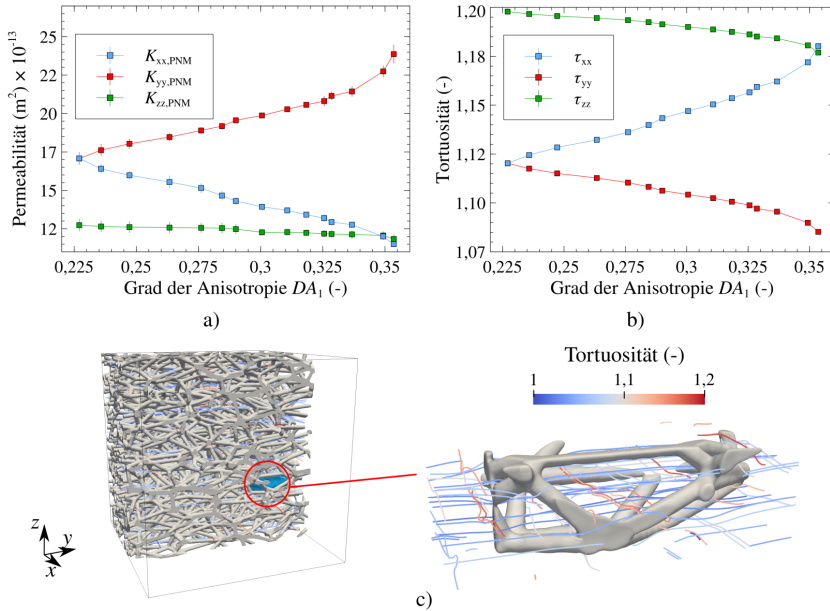 a)
Permeabilität (m²) × 10⁻¹³
25
22
20
17
15
12
K_xx,PNM
K_yy,PNM
K_zz,PNM
0,225 0,25 0,275 0,3 0,325 0,35
Grad der Anisotropie DA₁ (-)
a)
Tortuosität (-)
1,20
1,18
1,15
1,12
1,10
1,07
τ_xx
τ_yy
τ_zz
0,225 0,25 0,275 0,3 0,325 0,35
Grad der Anisotropie DA₁ (-)
b)
z
y
x
Tortuosität (-)
1 1,1 1,2
c)